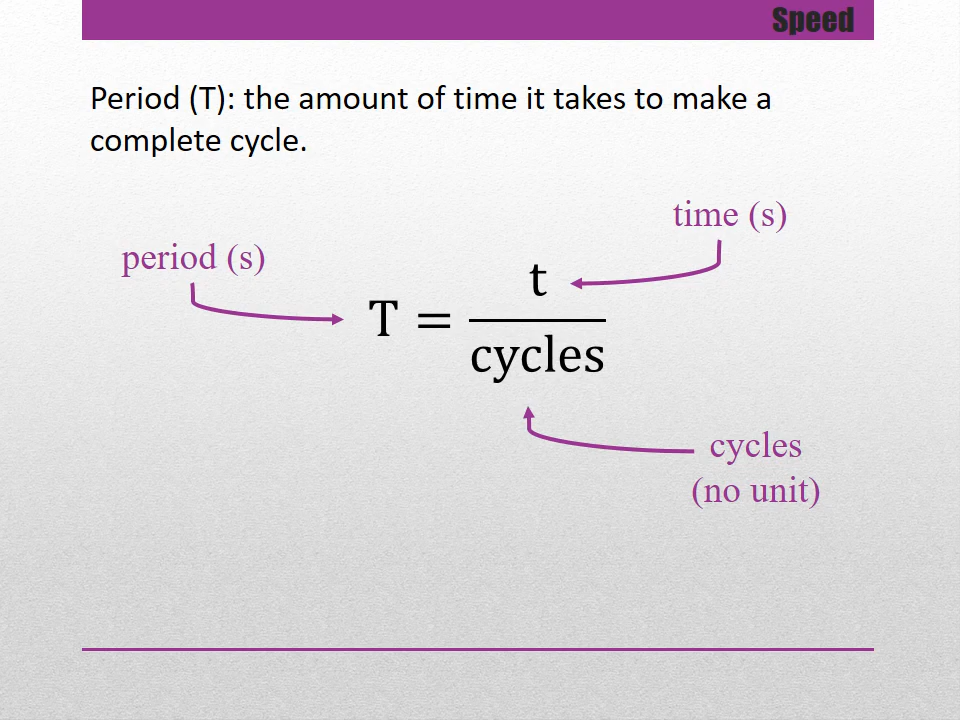 Speed
Period (T): the amount of time it takes to make a
complete cycle.
time (s)
period (s)
T = t
cycles
cycles
(no unit)